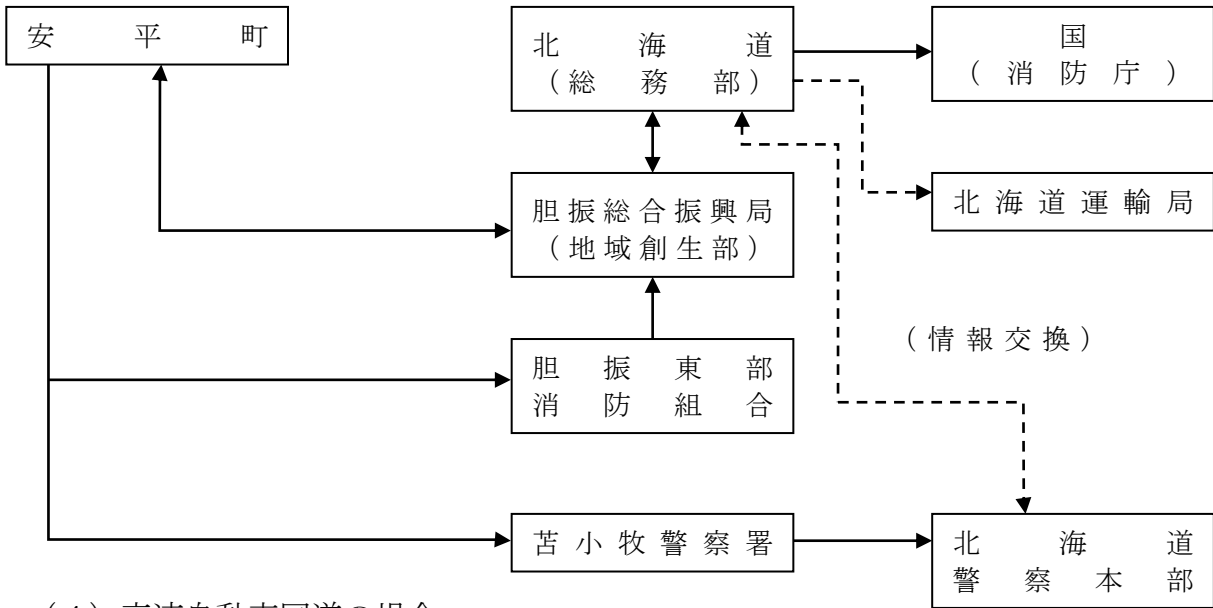 安平町
北海道
（総務部）
国
（消防庁）
胆振総合振興局
（地域創生部）
北海道運輸局
（情報交換）
胆振東部
消防組合
苫小牧警察署
北海道
警察本部